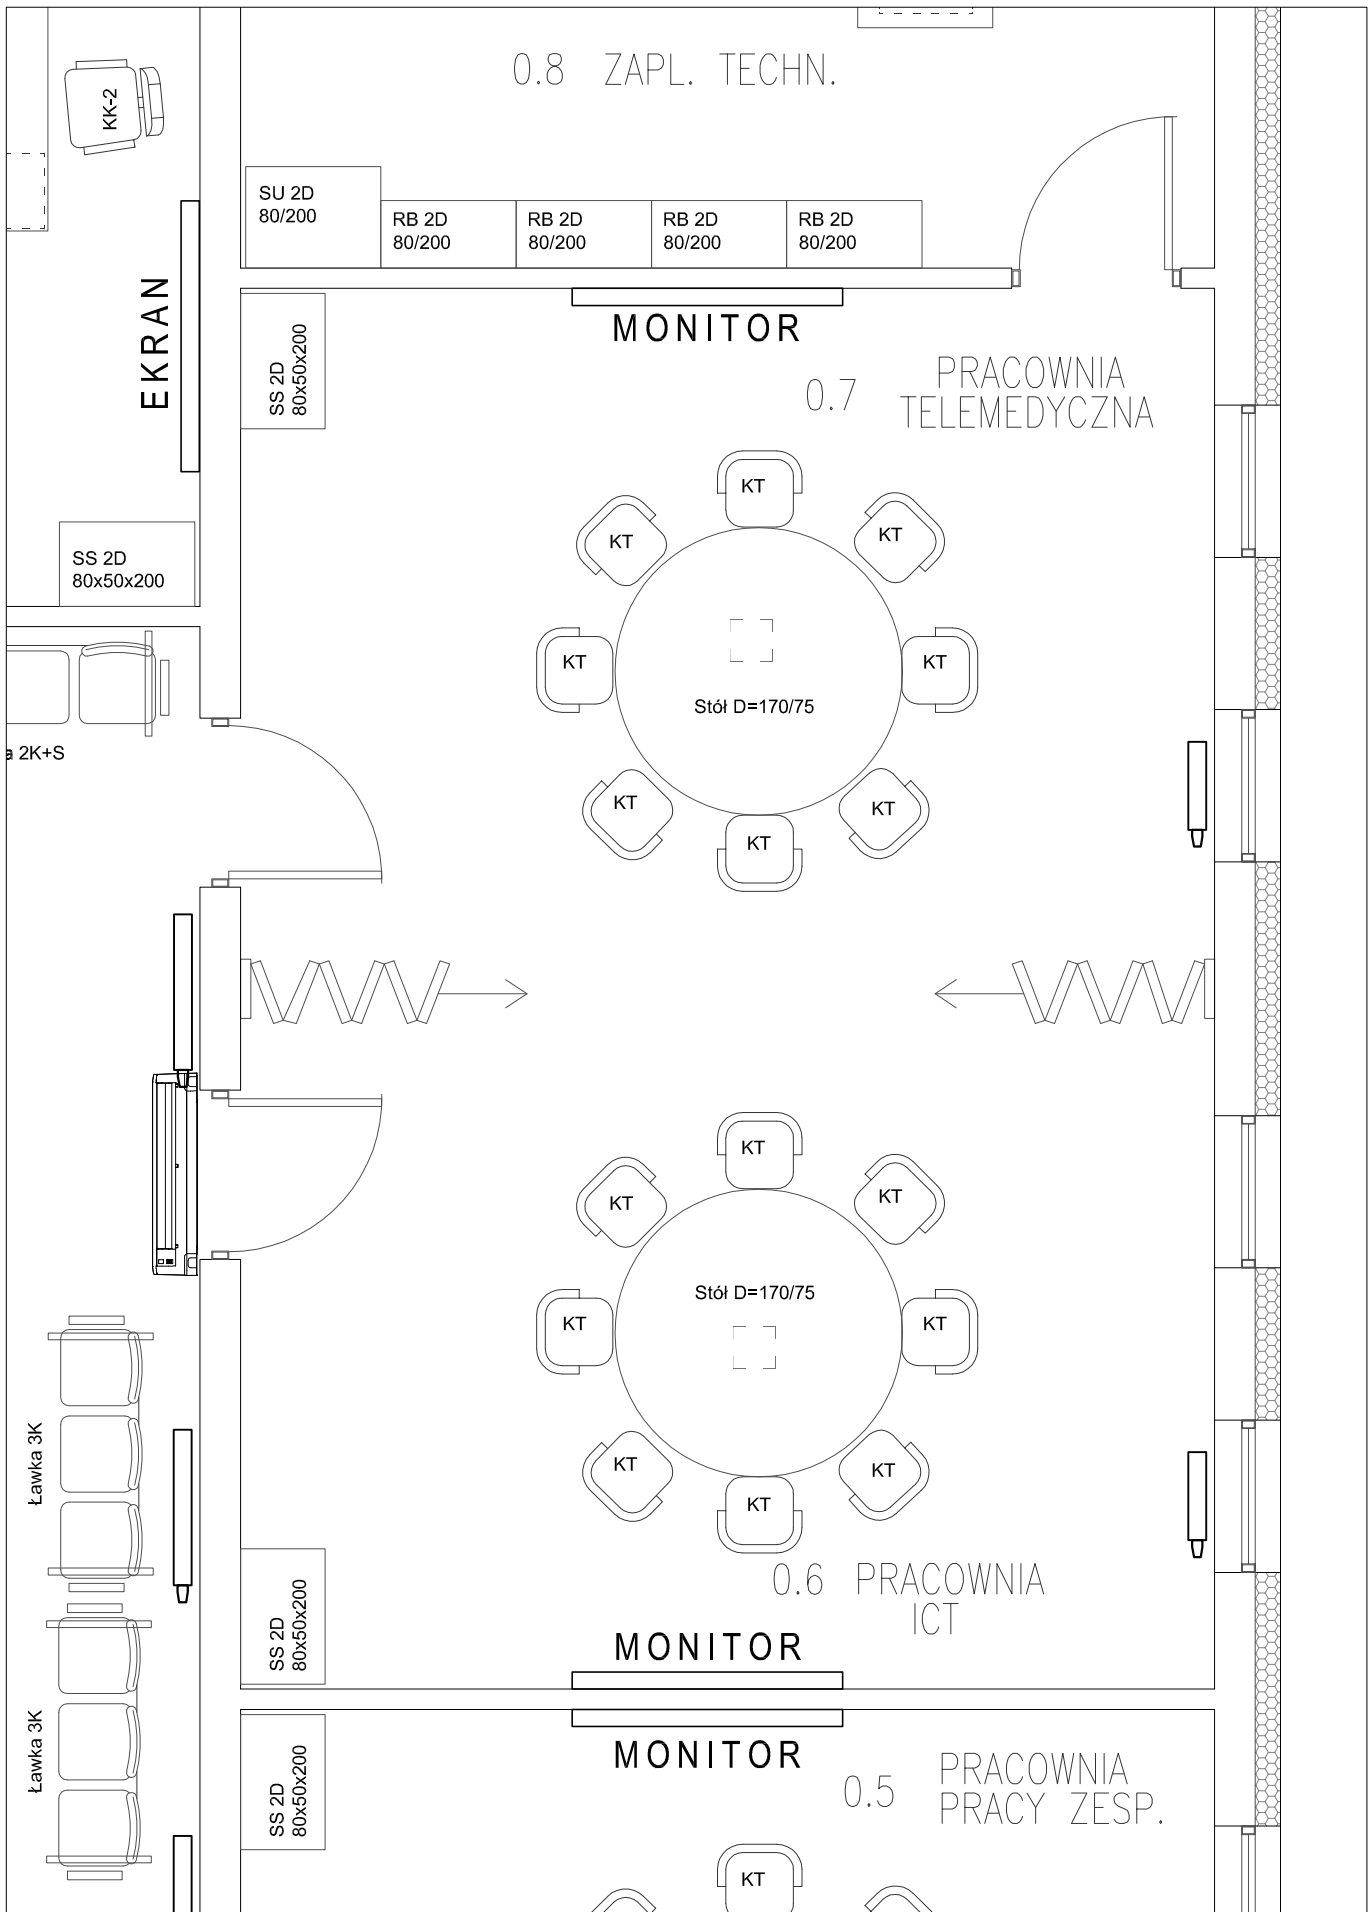 0.8 ZAPL. TECHN.
KK-2
SU 2D
80/200
RB 2D
80/200
RB 2D
80/200
RB 2D
80/200
RB 2D
80/200
EKRAN
MONITOR
SS 2D
80x50x200
0.7
PRACOWNIA
TELEMEDYCZNA
KT
KT
KT
SS 2D
80x50x200
KT
KT
Stół D=170/75
a 2K+S
KT
KT
KT
KT
KT
KT
Stół D=170/75
KT
KT
Ławka 3K
KT
KT
KT
0.6 PRACOWNIA
ICT
SS 2D
80x50x200
MONITOR
Ławka 3K
MONITOR
SS 2D
80x50x200
0.5
PRACOWNIA
PRACY ZESP.
KT